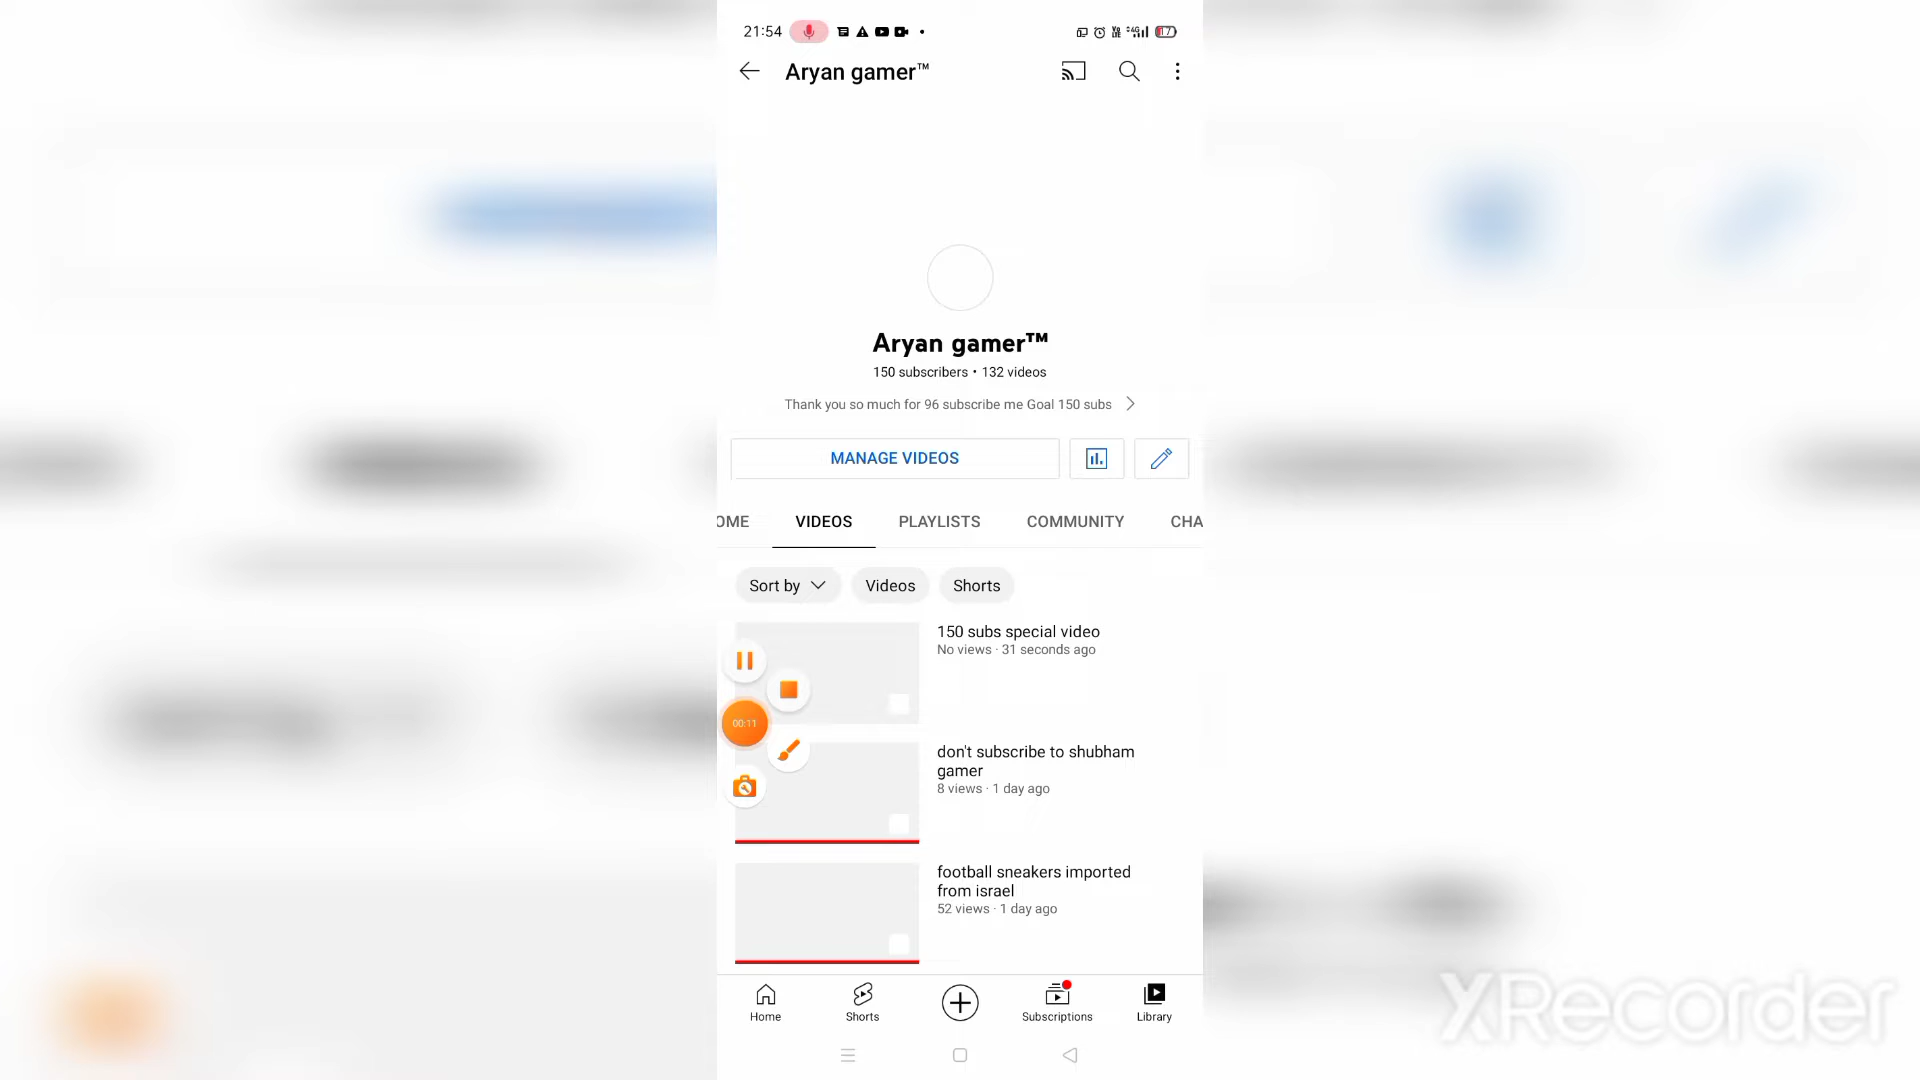 21:54
17
Aryan gamer™
Aryan gamer™
150 subscribers • 132 videos
Thank you so much for 96 subscribe me Goal 150 subs
MANAGE VIDEOS
OME VIDEOS PLAYLISTS COMMUNITY CHA
Sort by Videos Shorts
150 subs special video
No views · 31 seconds ago
00:11
don't subscribe to shubham
gamer
8 views · 1 day ago
football sneakers imported
from israel
52 views · 1 day ago
Home Shorts Subscriptions Library
XRecorder